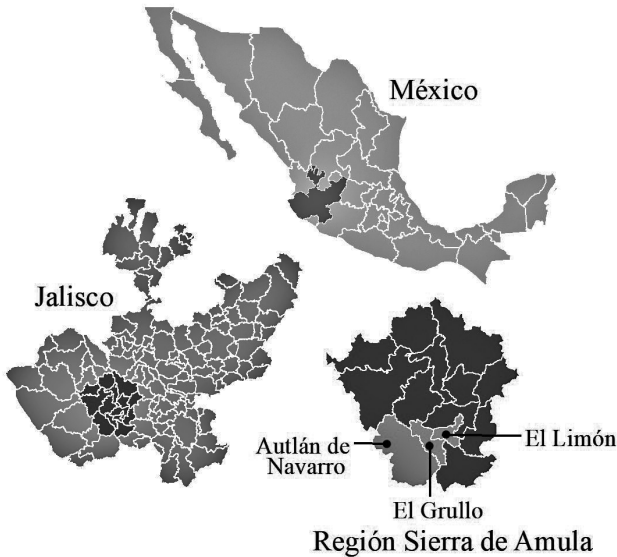 México
Jalisco
El Limón
Autlán de
Navarro
El Grullo
Región Sierra de Amula